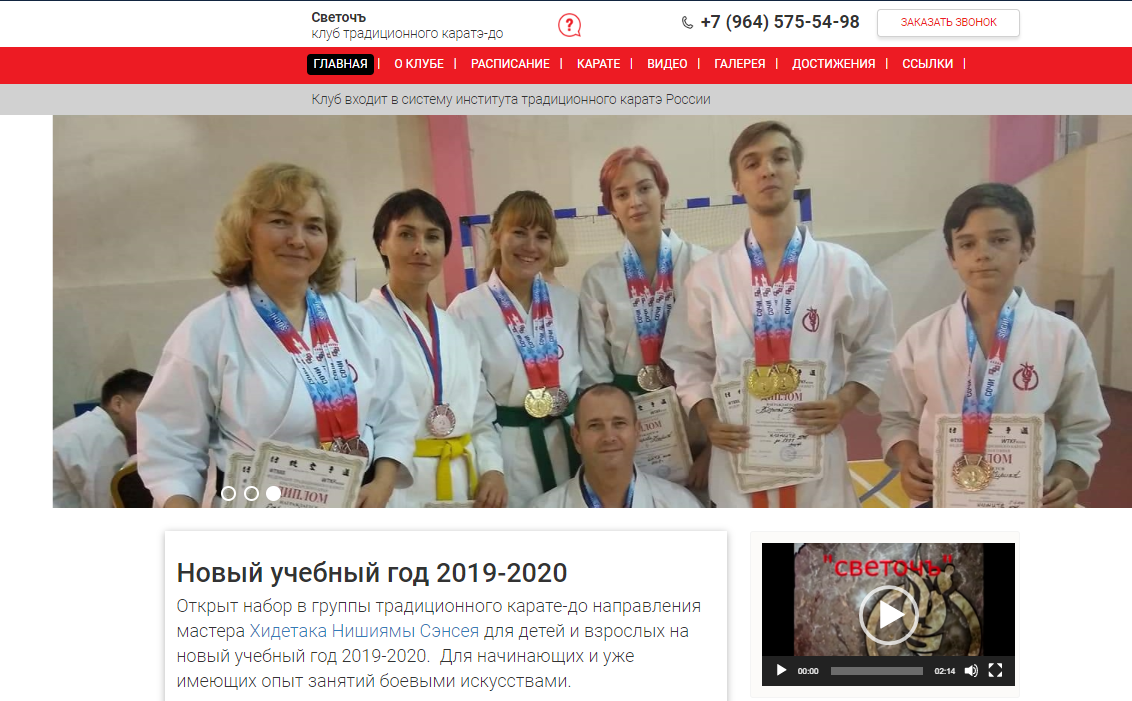 Светочъ
клуб традиционного каратэ-до
?
+7 (964) 575-54-98
ЗАКАЗАТЬ ЗВОНОК
ГЛАВНАЯ | О КЛУБЕ | РАСПИСАНИЕ | КАРАТЕ | ВИДЕО | ГАЛЕРЕЯ | ДОСТИЖЕНИЯ | ССЫЛКИ |
Клуб входит в систему института традиционного каратэ России
СОЧИ
СОЧИ
СОЧИ
ДИПЛОМ
ДИПЛОМ
ДИПЛОМ
Новый учебный год 2019-2020
Открыт набор в группы традиционного карате-до направления
мастера Хидетака Нишиямы Сэнсея для детей и взрослых на
новый учебный год 2019-2020. Для начинающих и уже
имеющих опыт занятий боевыми искусствами.
"светочъ"
00:00
02:14